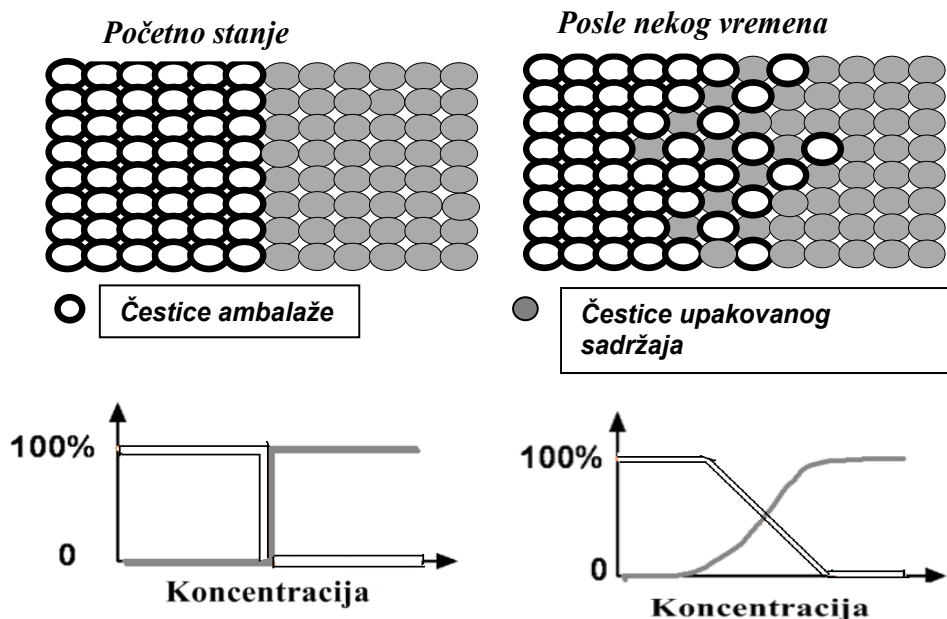 Početno stanje
Posle nekog vremena
Čestice ambalaže
Čestice upakovanog
sadržaja
100%
0
Koncentracija
100%
0
Koncentracija